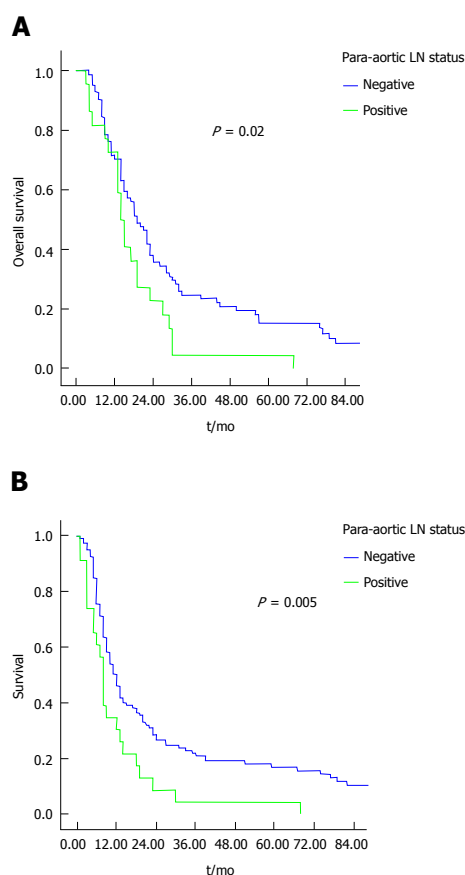 A
Para-aortic LN status
Negative
Positive
P = 0.02
Overall survival
1.0
0.8
0.6
0.4
0.2
0.0
0.00 12.00 24.00 36.00 48.00 60.00 72.00 84.00
t/mo
B
Para-aortic LN status
Negative
Positive
P = 0.005
Survival
1.0
0.8
0.6
0.4
0.2
0.0
0.00 12.00 24.00 36.00 48.00 60.00 72.00 84.00
t/mo